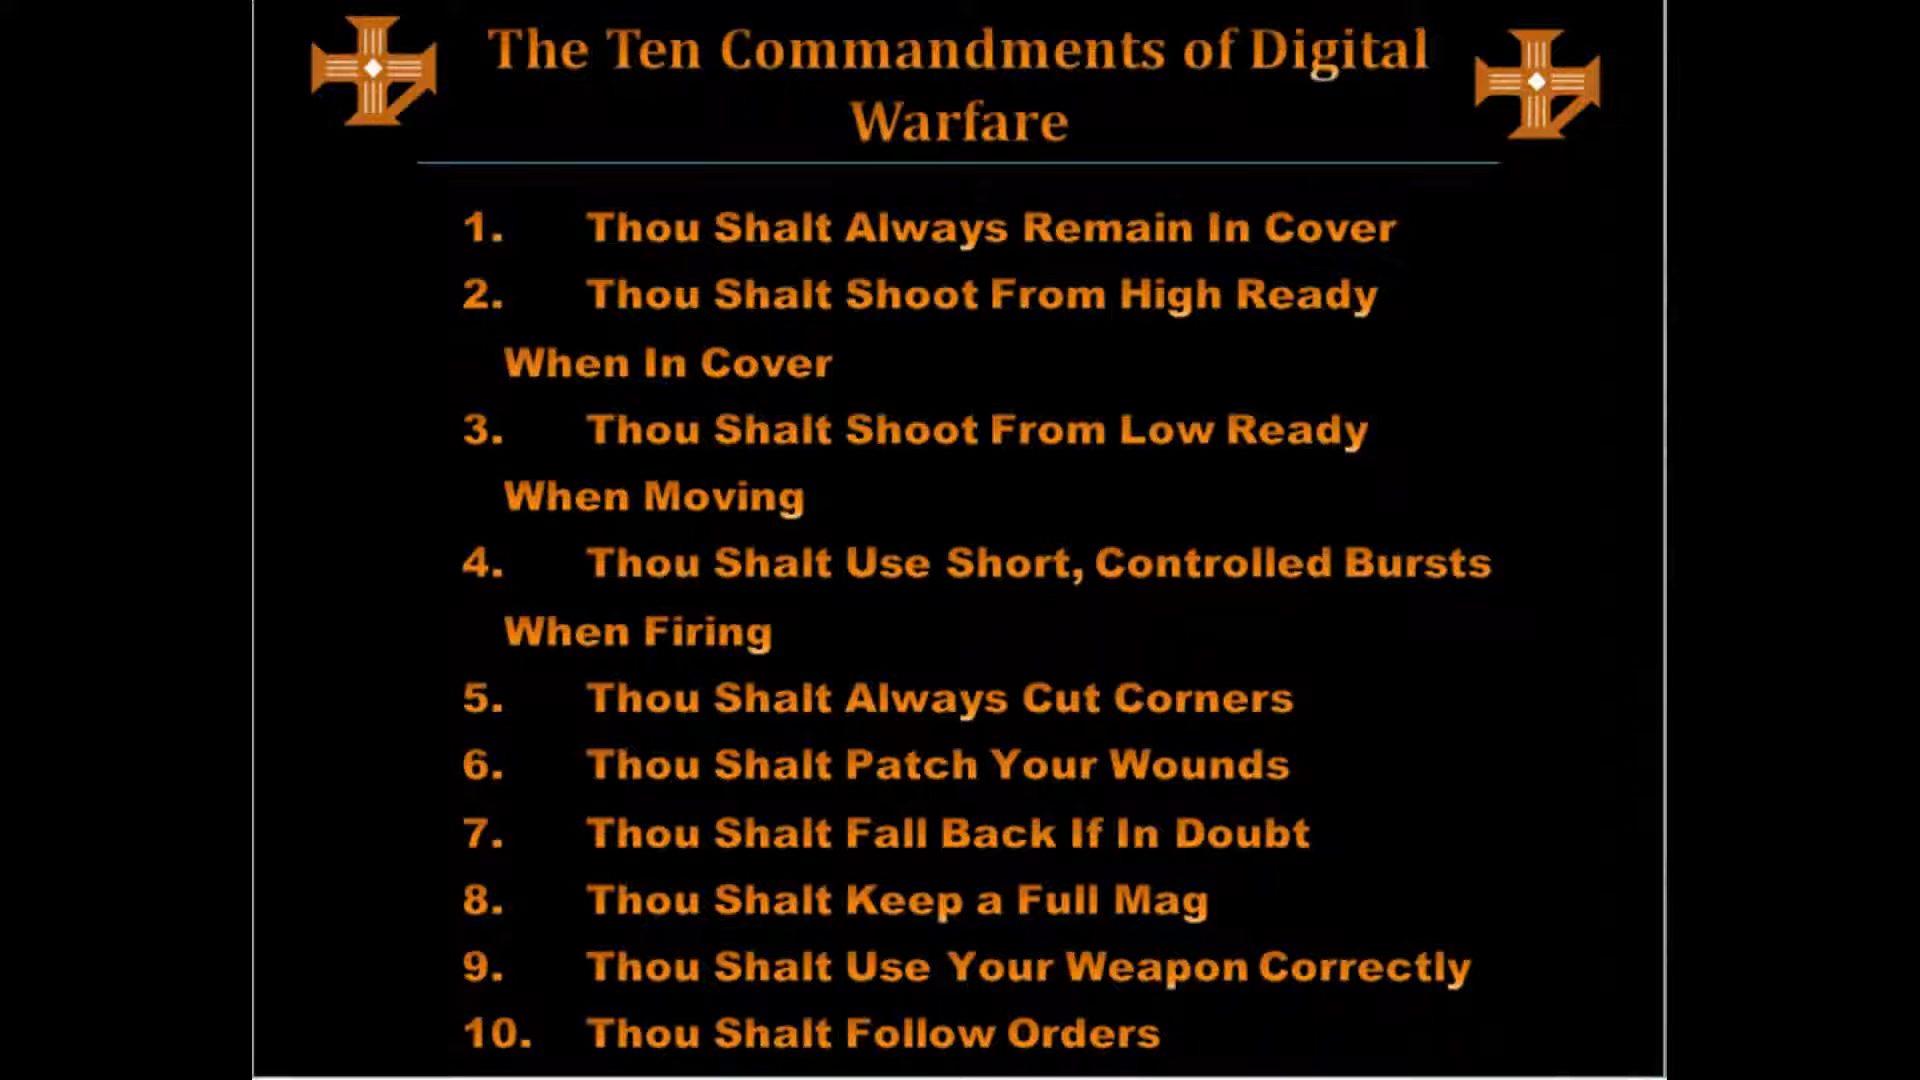 The Ten Commandments of Digital
Warfare
1. Thou Shalt Always Remain In Cover
2. Thou Shalt Shoot From High Ready
When In Cover
3. Thou Shalt Shoot From Low Ready
When Moving
4. Thou Shalt Use Short, Controlled Bursts
When Firing
5. Thou Shalt Always Cut Corners
6. Thou Shalt Patch Your Wounds
7. Thou Shalt Fall Back If In Doubt
8. Thou Shalt Keep a Full Mag
9. Thou Shalt Use Your Weapon Correctly
10. Thou Shalt Follow Orders